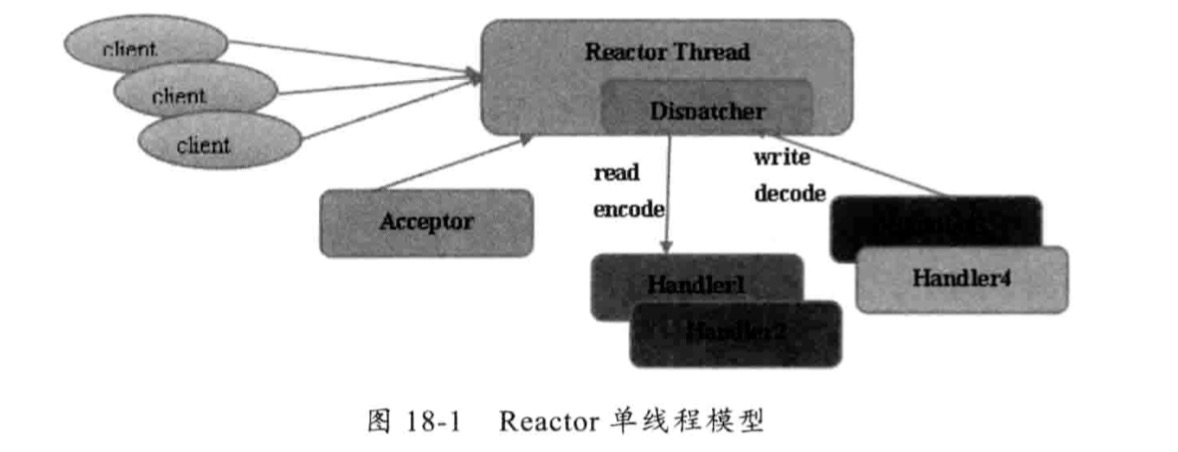 client
client
client
Reactor Thread
Dispatcher
Acceptor
read
encode
write
decode
Handler1
Handler2
Handler4
图 18-1 Reactor 单线程模型